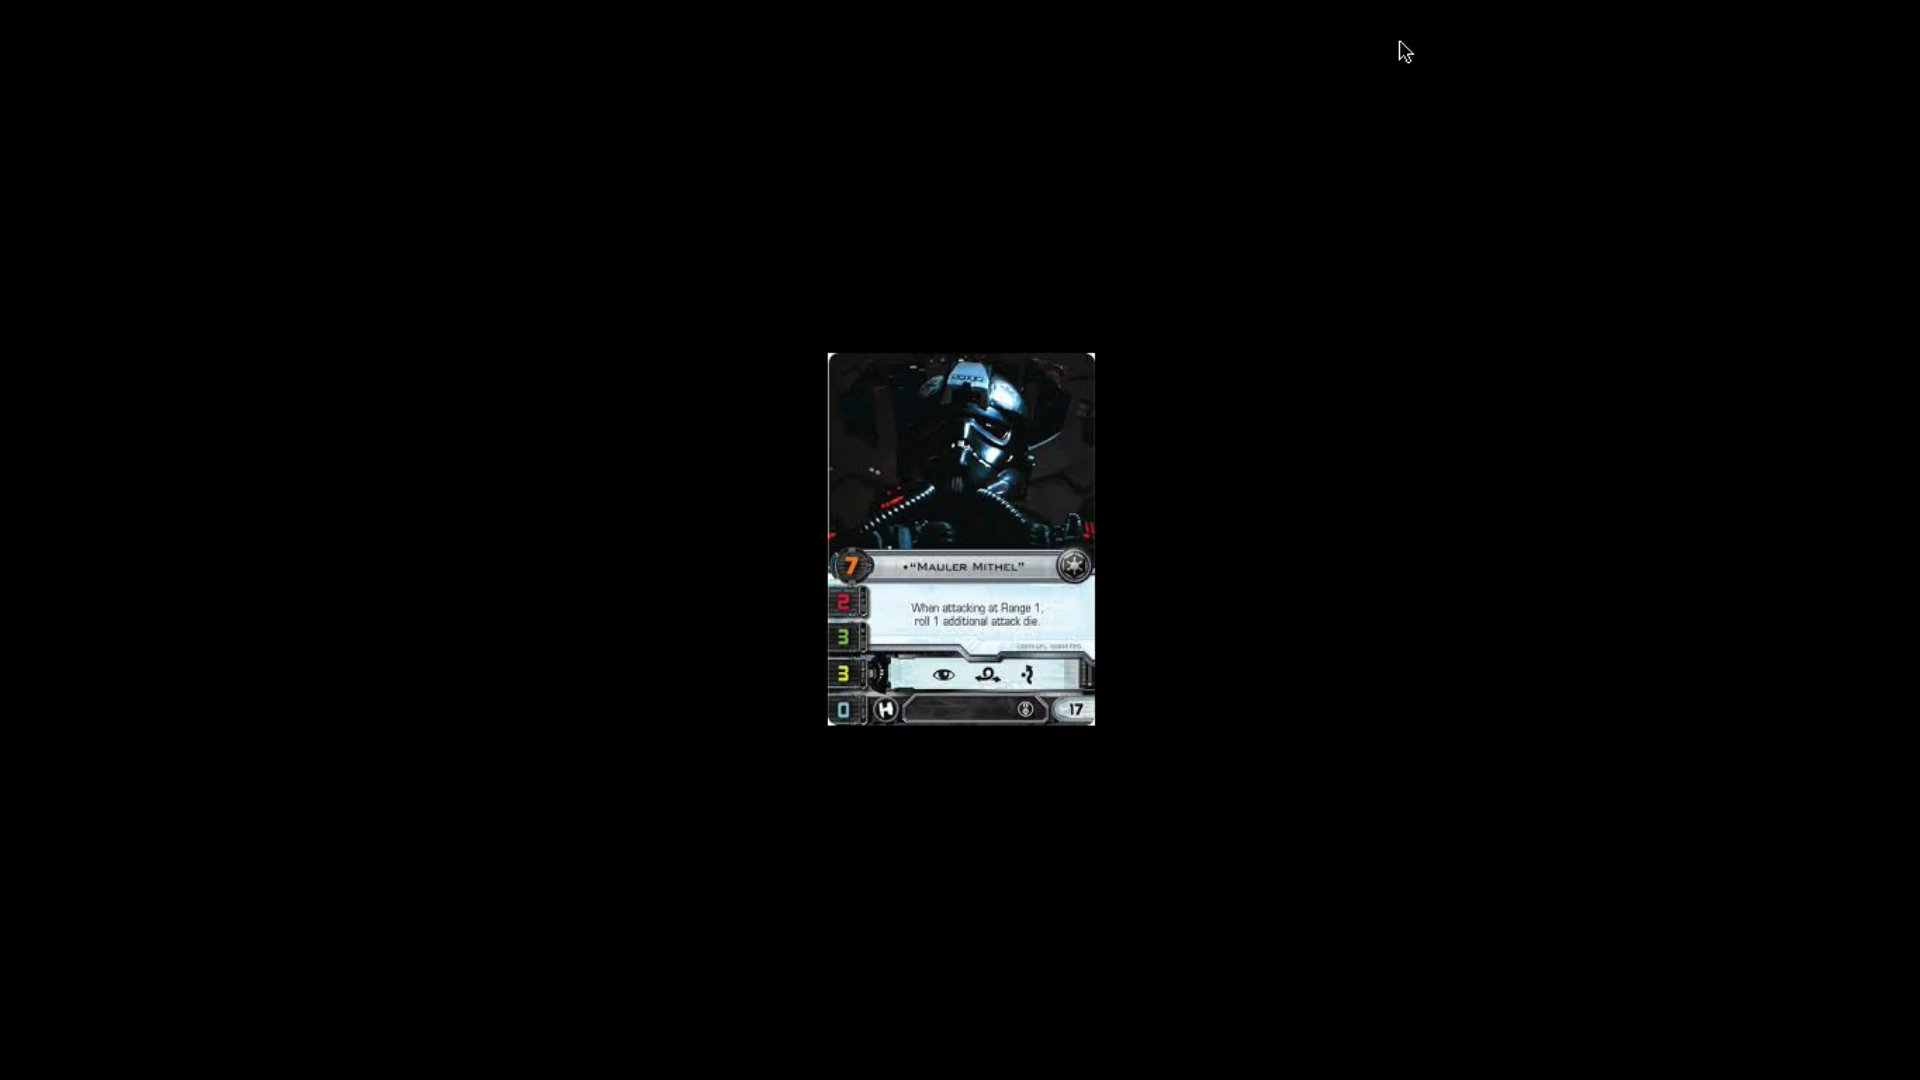 7
•“MAULER MITHEL”
2
When attacking at Range 1,
roll 1 additional attack die.
3
3
0
17